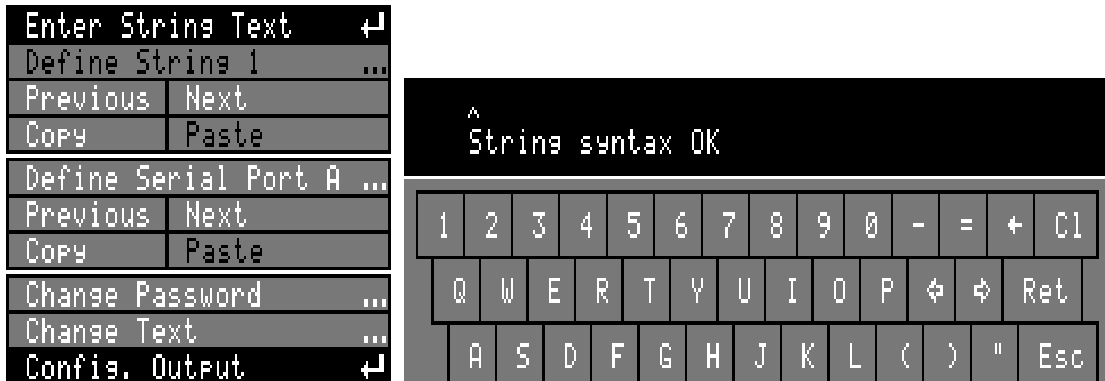 Enter String Text ↵
Define String 1 ...
Previous Next
Copy Paste
Define Serial Port A ...
Previous Next
Copy Paste
Change Password ...
Change Text ...
Config. Output ↵
^
String syntax OK
1 2 3 4 5 6 7 8 9 0 - = ← Cl
Q W E R T Y U I O P ⇦ ⇨ Ret
A S D F G H J K L ( ) " Esc